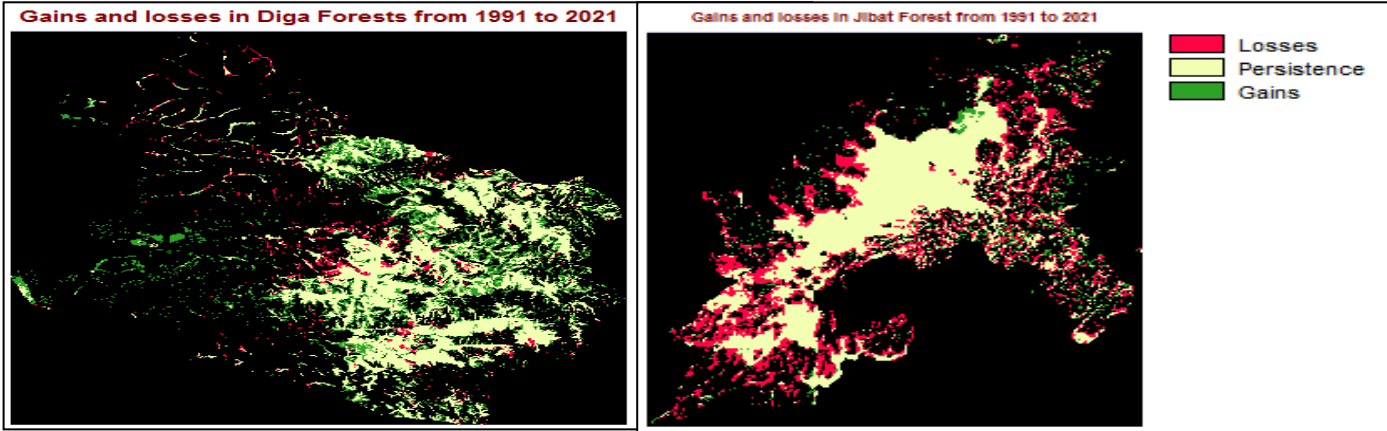 Gains and losses in Diga Forests from 1991 to 2021
Gains and losses in Jibat Forest from 1991 to 2021
Losses
Persistence
Gains